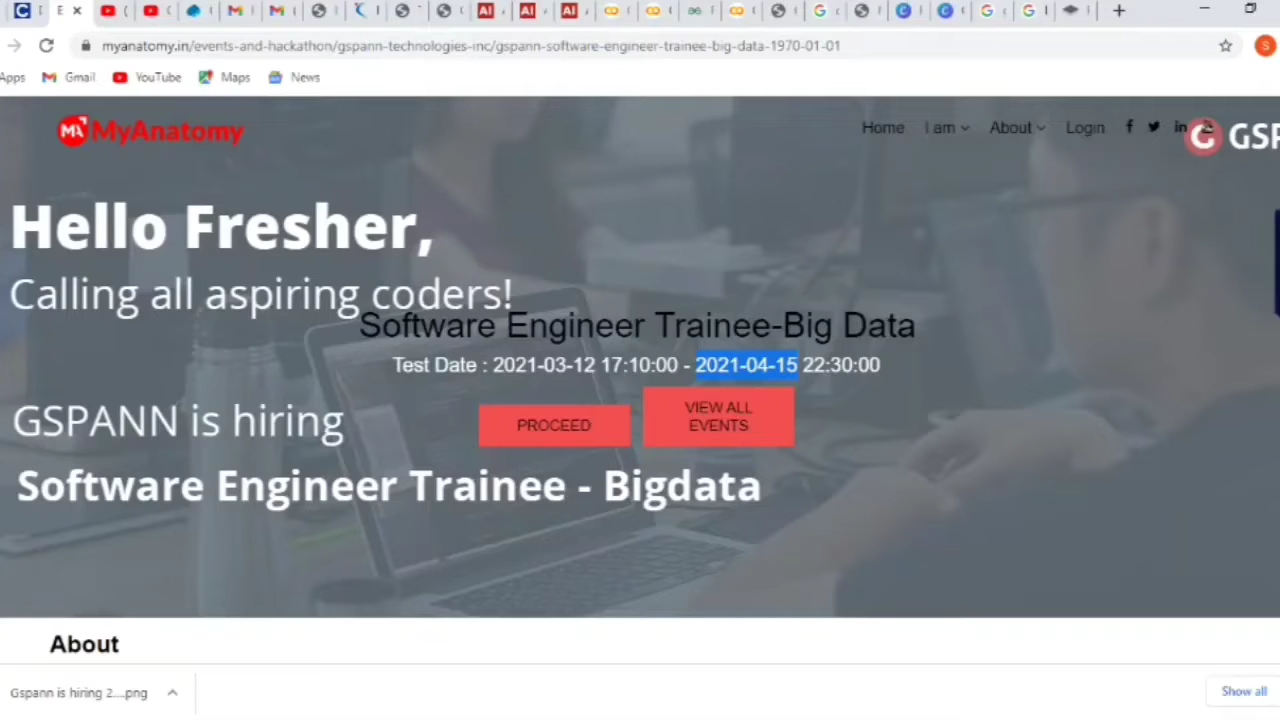 myanatomy.in/events-and-hackathon/gspann-technologies-inc/gspann-software-engineer-trainee-big-data-1970-01-01
Apps Gmail YouTube Maps News
MyAnatomy
Home I am About Login
Hello Fresher,
Calling all aspiring coders!
Software Engineer Trainee-Big Data
Test Date : 2021-03-12 17:10:00 - 2021-04-15 22:30:00
PROCEED
VIEW ALL
EVENTS
GSPANN is hiring
Software Engineer Trainee - Bigdata
About
Gspann is hiring 2....png
Show all